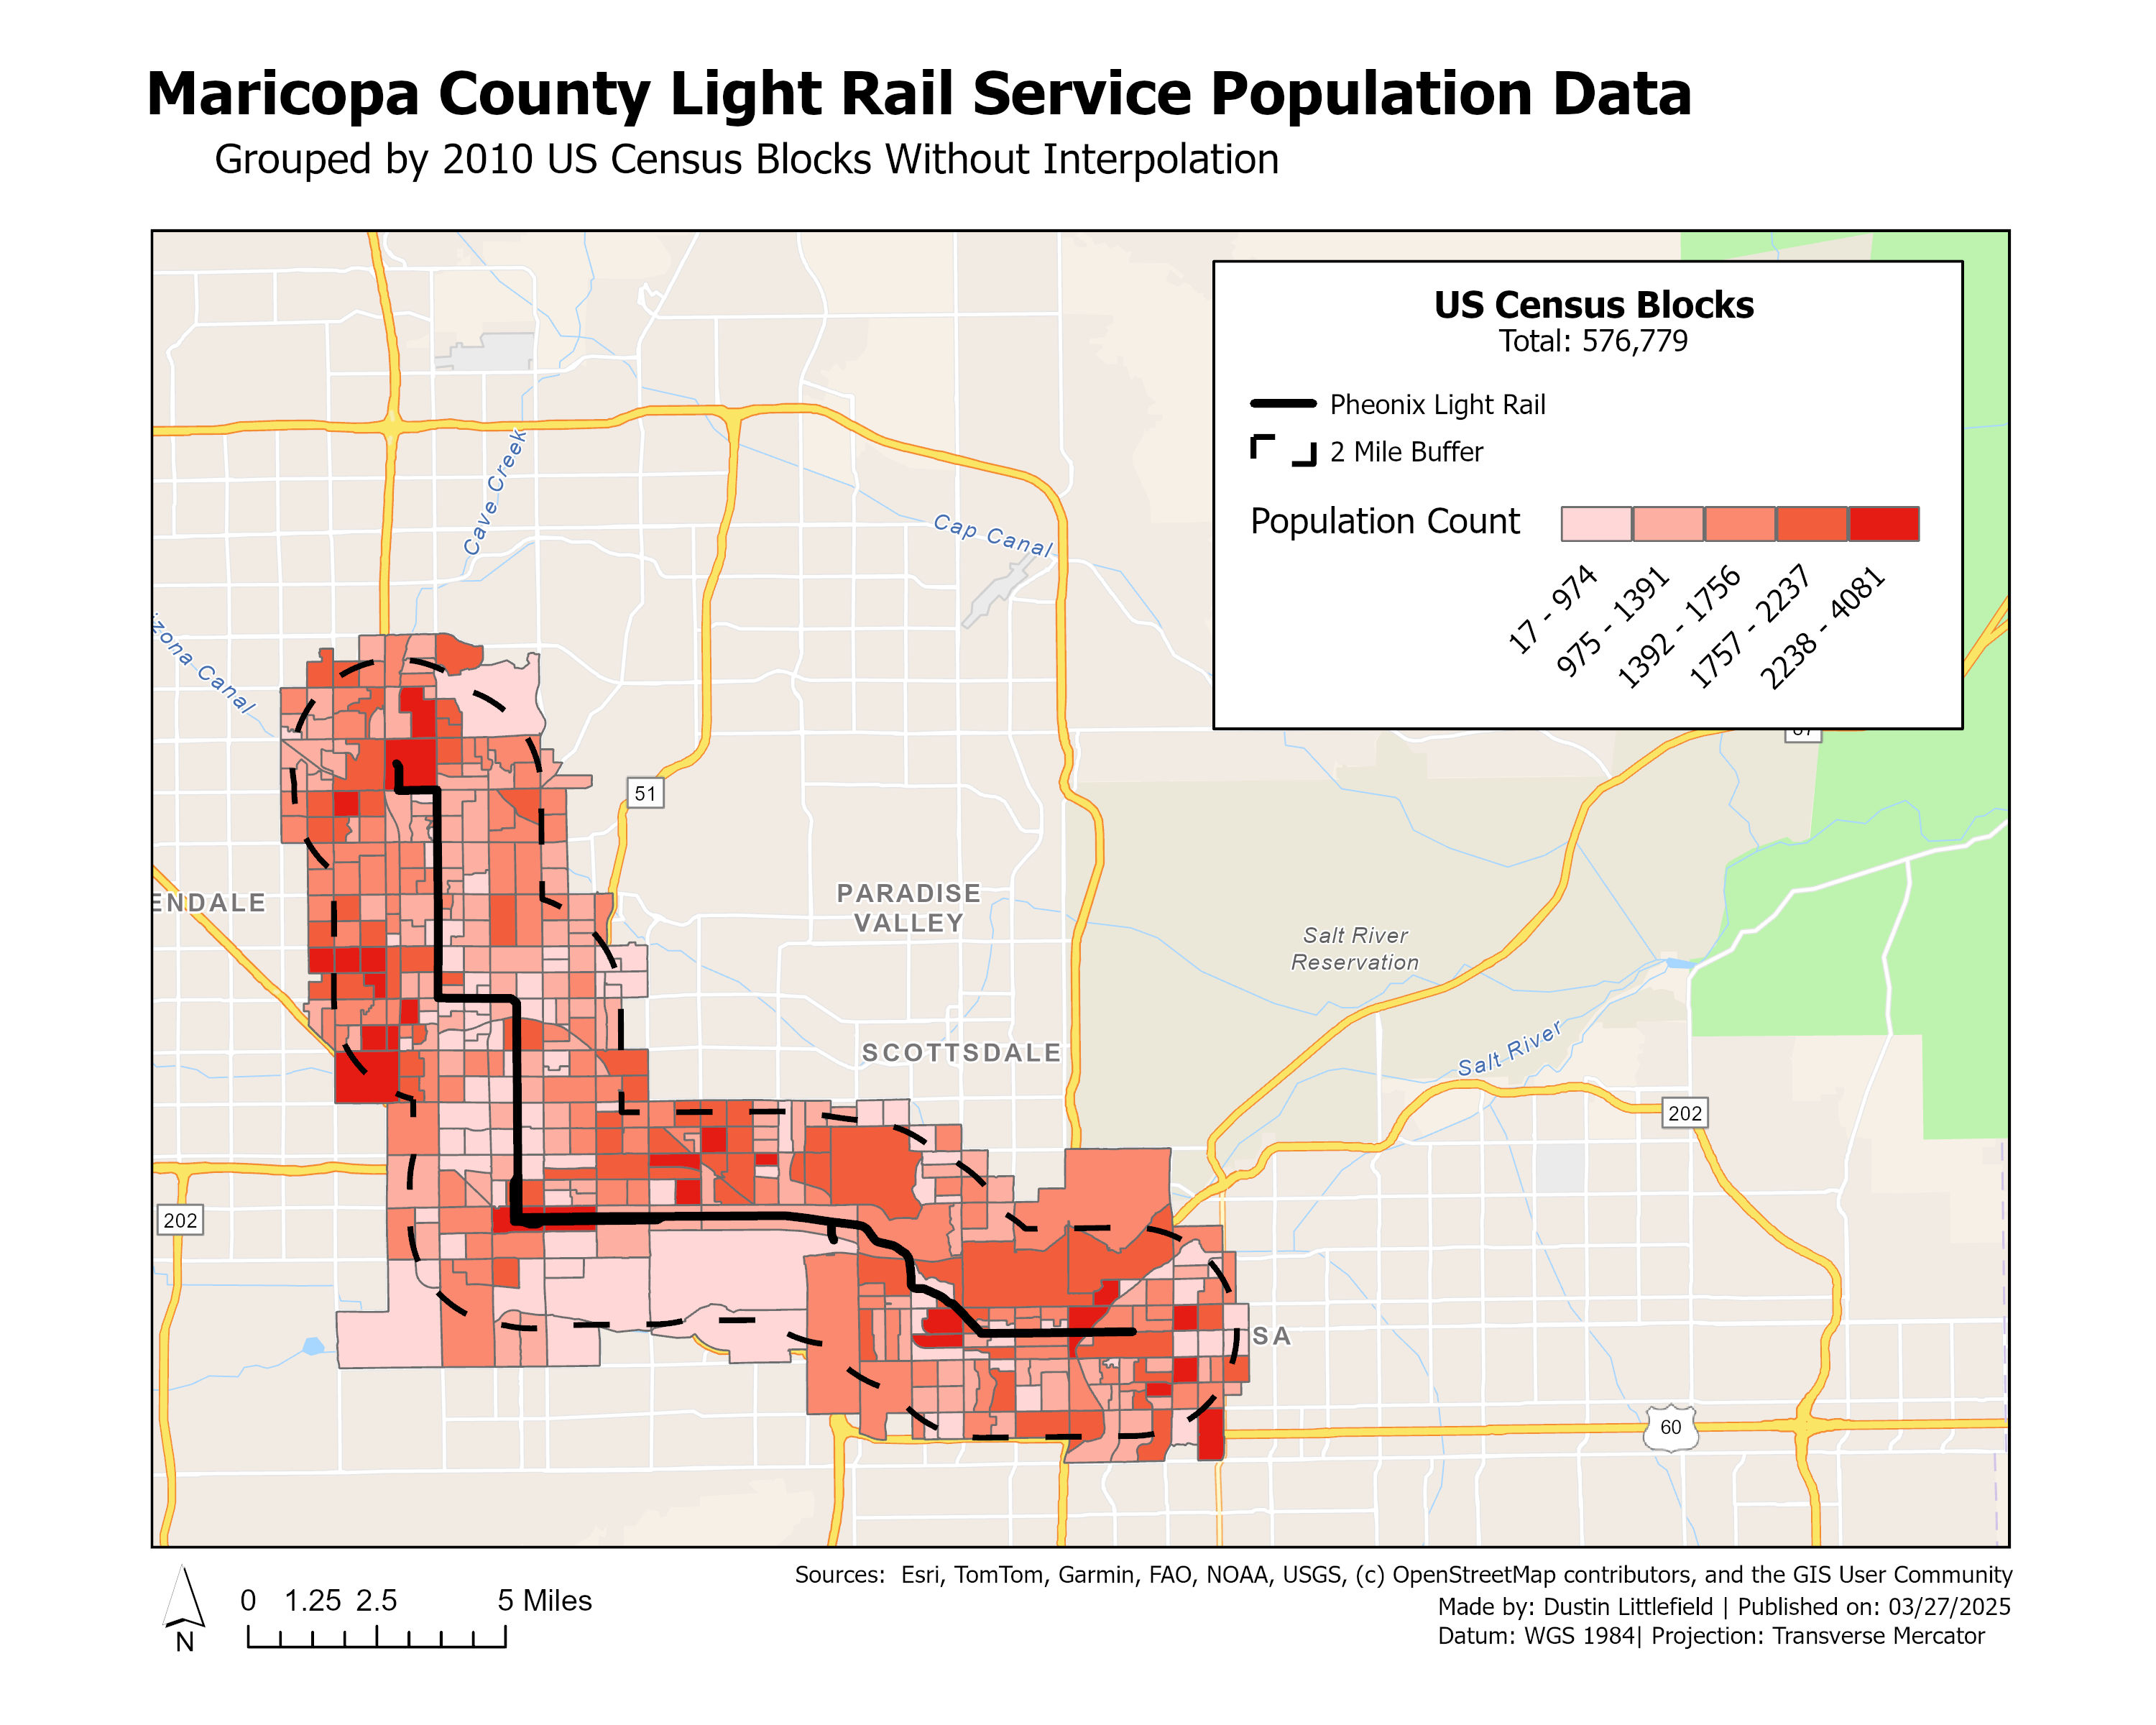 Maricopa County Light Rail Service Population Data
Grouped by 2010 US Census Blocks Without Interpolation
US Census Blocks
Total: 576,779
Pheonix Light Rail
2 Mile Buffer
Population Count
17 - 974
975 - 1391
1392 - 1756
1757 - 2237
2238 - 4081
Cave Creek
Cap Canal
izona Canal
51
ENDALE
PARADISE
VALLEY
Salt River
Reservation
SCOTTSDALE
Salt River
202
202
SA
60
0 1.25 2.5 5 Miles
N
Sources: Esri, TomTom, Garmin, FAO, NOAA, USGS, (c) OpenStreetMap contributors, and the GIS User Community
Made by: Dustin Littlefield | Published on: 03/27/2025
Datum: WGS 1984| Projection: Transverse Mercator